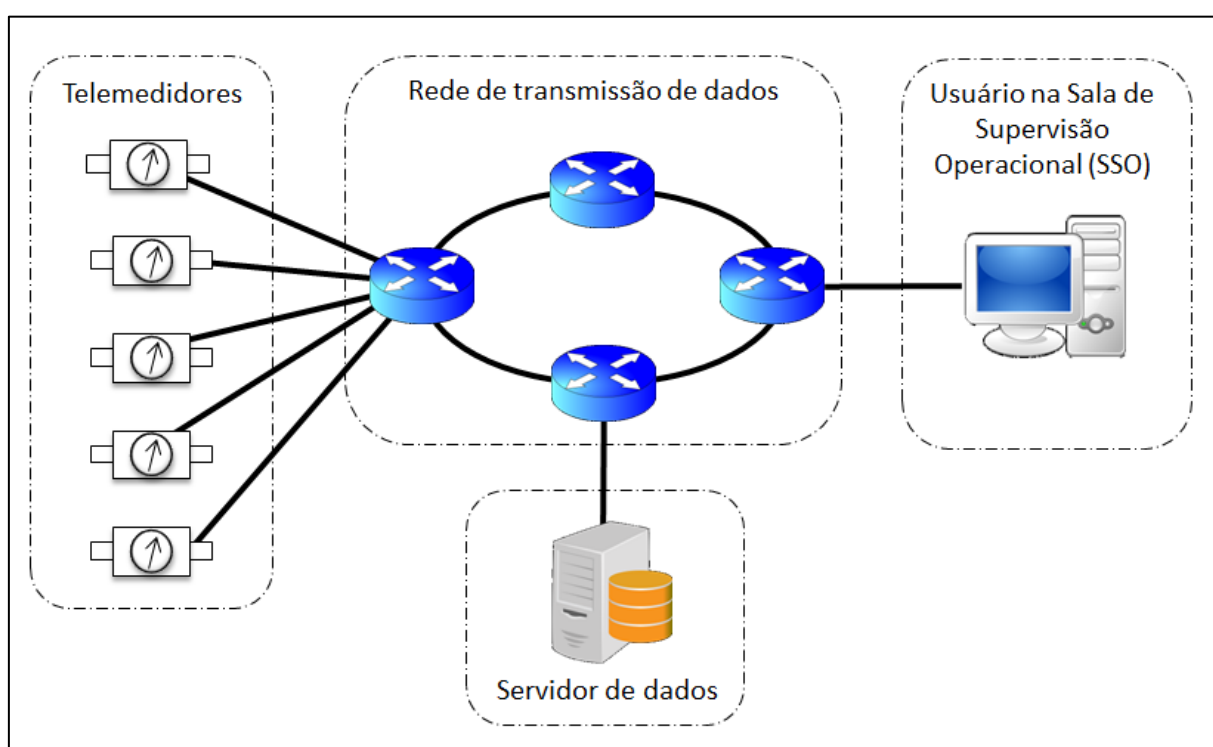 Telemedidores
Rede de transmissão de dados
Usuário na Sala de
Supervisão
Operacional (SSO)
Servidor de dados